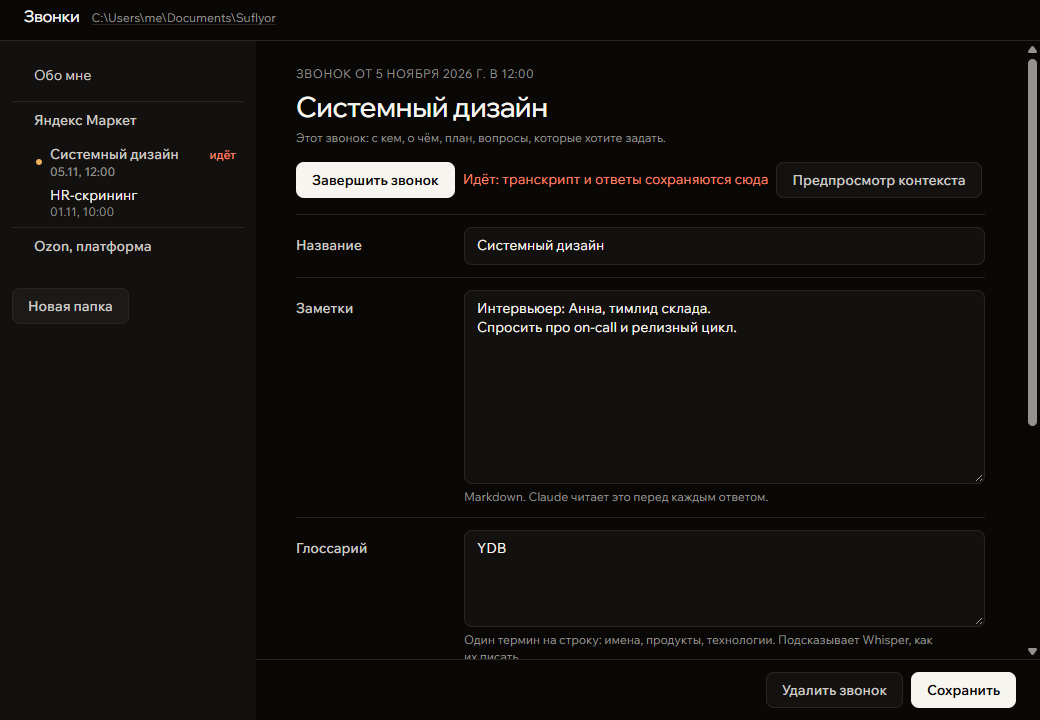 Звонки C:\Users\me\Documents\Suflyor
Обо мне
Яндекс Маркет
Системный дизайн идёт
05.11, 12:00
HR-скрининг
01.11, 10:00
Ozon, платформа
Новая папка
ЗВОНОК ОТ 5 НОЯБРЯ 2026 Г. В 12:00
Системный дизайн
Этот звонок: с кем, о чём, план, вопросы, которые хотите задать.
Завершить звонок Идёт: транскрипт и ответы сохраняются сюда Предпросмотр контекста
Название Системный дизайн
Заметки Интервьюер: Анна, тимлид склада.
Спросить про on-call и релизный цикл.
Markdown. Claude читает это перед каждым ответом.
Глоссарий YDB
Один термин на строку: имена, продукты, технологии. Подсказывает Whisper, как
их писать.
Удалить звонок Сохранить